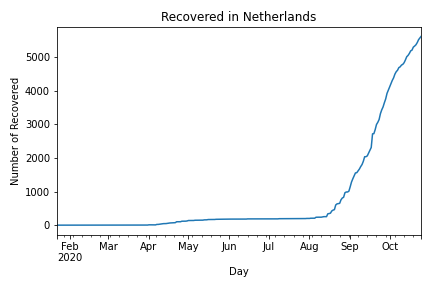 Recovered in Netherlands
Number of Recovered
5000
4000
3000
2000
1000
0
Feb Mar Apr May Jun Jul Aug Sep Oct
2020
Day